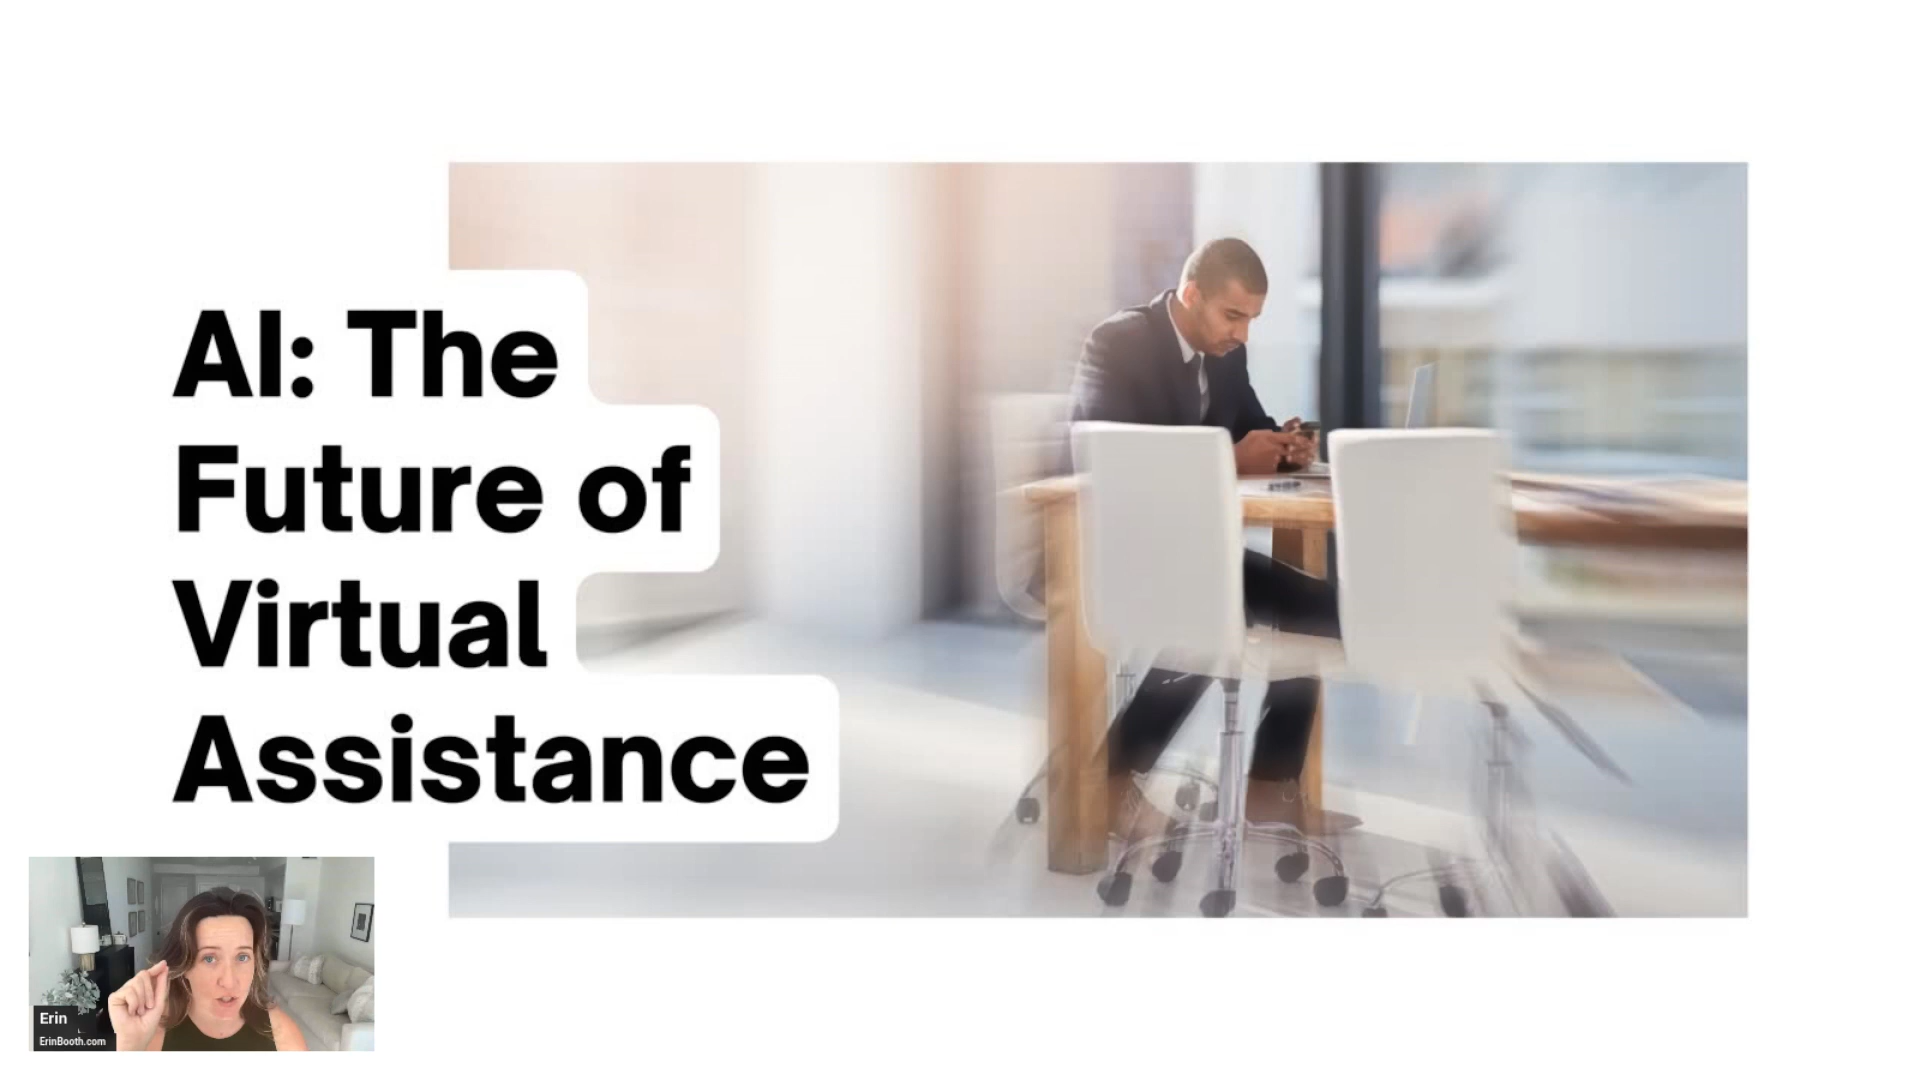 AI: The
Future of
Virtual
Assistance
Erin
ErinBooth.com